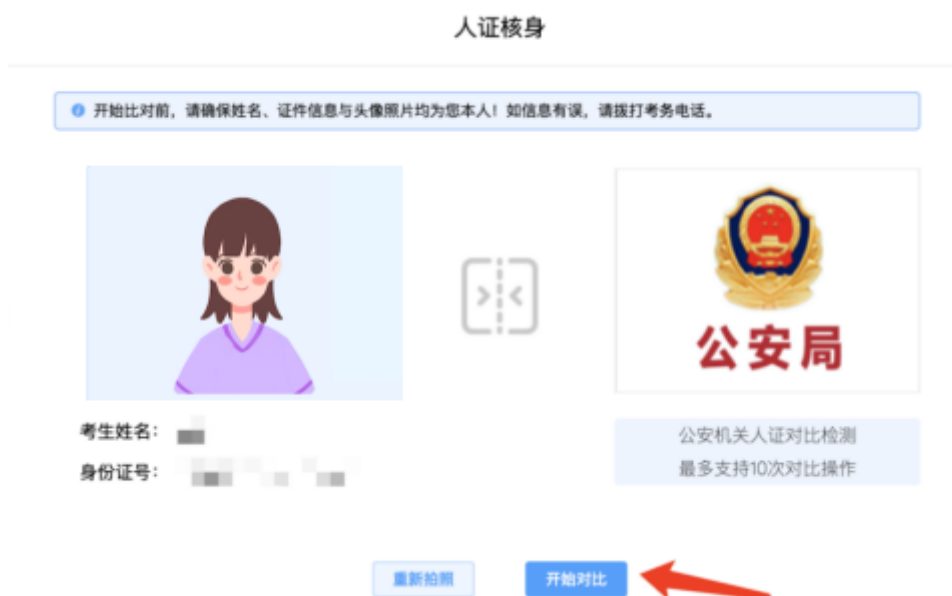 人证核身
开始比对前，请确保姓名、证件信息与头像照片均为您本人！如信息有误，请拨打考务电话。
公安局
考生姓名：
身份证号：
公安机关人证对比检测
最多支持10次对比操作
重新拍照
开始对比